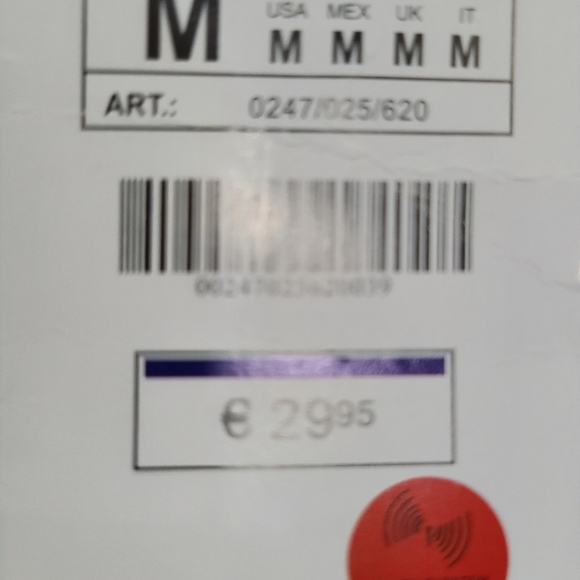 USA MEX UK IT
M M M M M
ART.: 0247/025/620
€ 2995